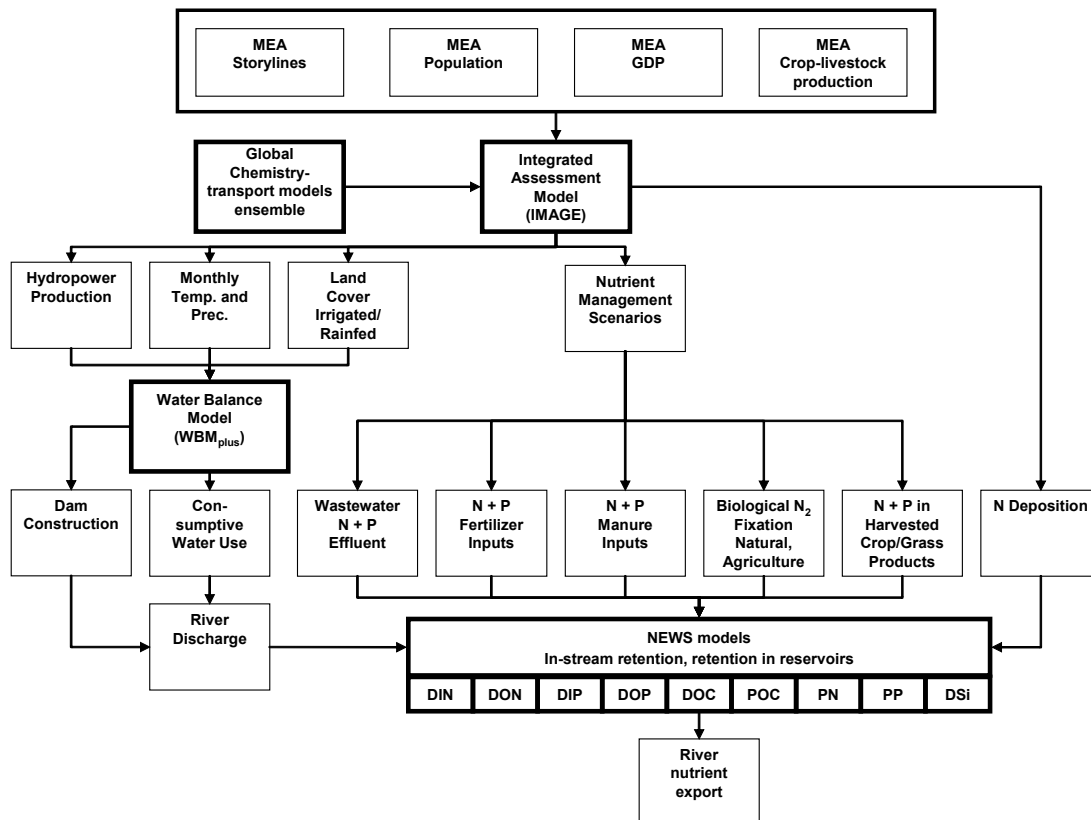 MEA
Storylines
MEA
Population
MEA
GDP
MEA
Crop-livestock
production
Global
Chemistry-
transport models
ensemble
Integrated
Assessment
Model
(IMAGE)
Hydropower
Production
Monthly
Temp. and
Prec.
Land
Cover
Irrigated/
Rainfed
Nutrient
Management
Scenarios
Water Balance
Model
(WBMplus)
Dam
Construction
Con-
sumptive
Water Use
Wastewater
N + P
Effluent
N + P
Fertilizer
Inputs
N + P
Manure
Inputs
Biological N2
Fixation
Natural,
Agriculture
N + P in
Harvested
Crop/Grass
Products
N Deposition
River
Discharge
NEWS models
In-stream retention, retention in reservoirs
DIN DON DIP DOP DOC POC PN PP DSi
River
nutrient
export